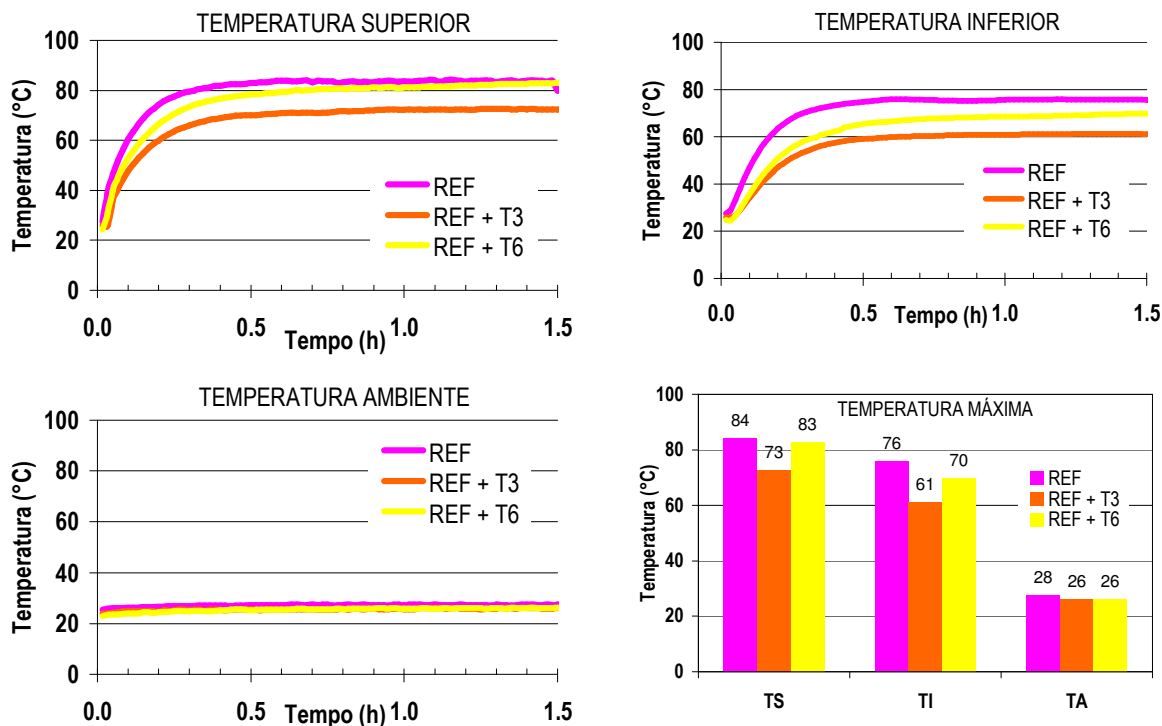 TEMPERATURA SUPERIOR
Temperatura (°C)
100
80
60
40
20
0
REF
REF + T3
REF + T6
0.0
0.5
1.0
1.5
Tempo (h)
TEMPERATURA INFERIOR
Temperatura (°C)
100
80
60
40
20
0
REF
REF + T3
REF + T6
0.0
0.5
1.0
1.5
Tempo (h)
TEMPERATURA AMBIENTE
Temperatura (°C)
100
80
60
40
20
0
REF
REF + T3
REF + T6
0.0
0.5
1.0
1.5
Tempo (h)
TEMPERATURA MÁXIMA
Temperatura (°C)
100
80
60
40
20
0
84
73
83
76
61
70
28
26
26
REF
REF + T3
REF + T6
TS
TI
TA